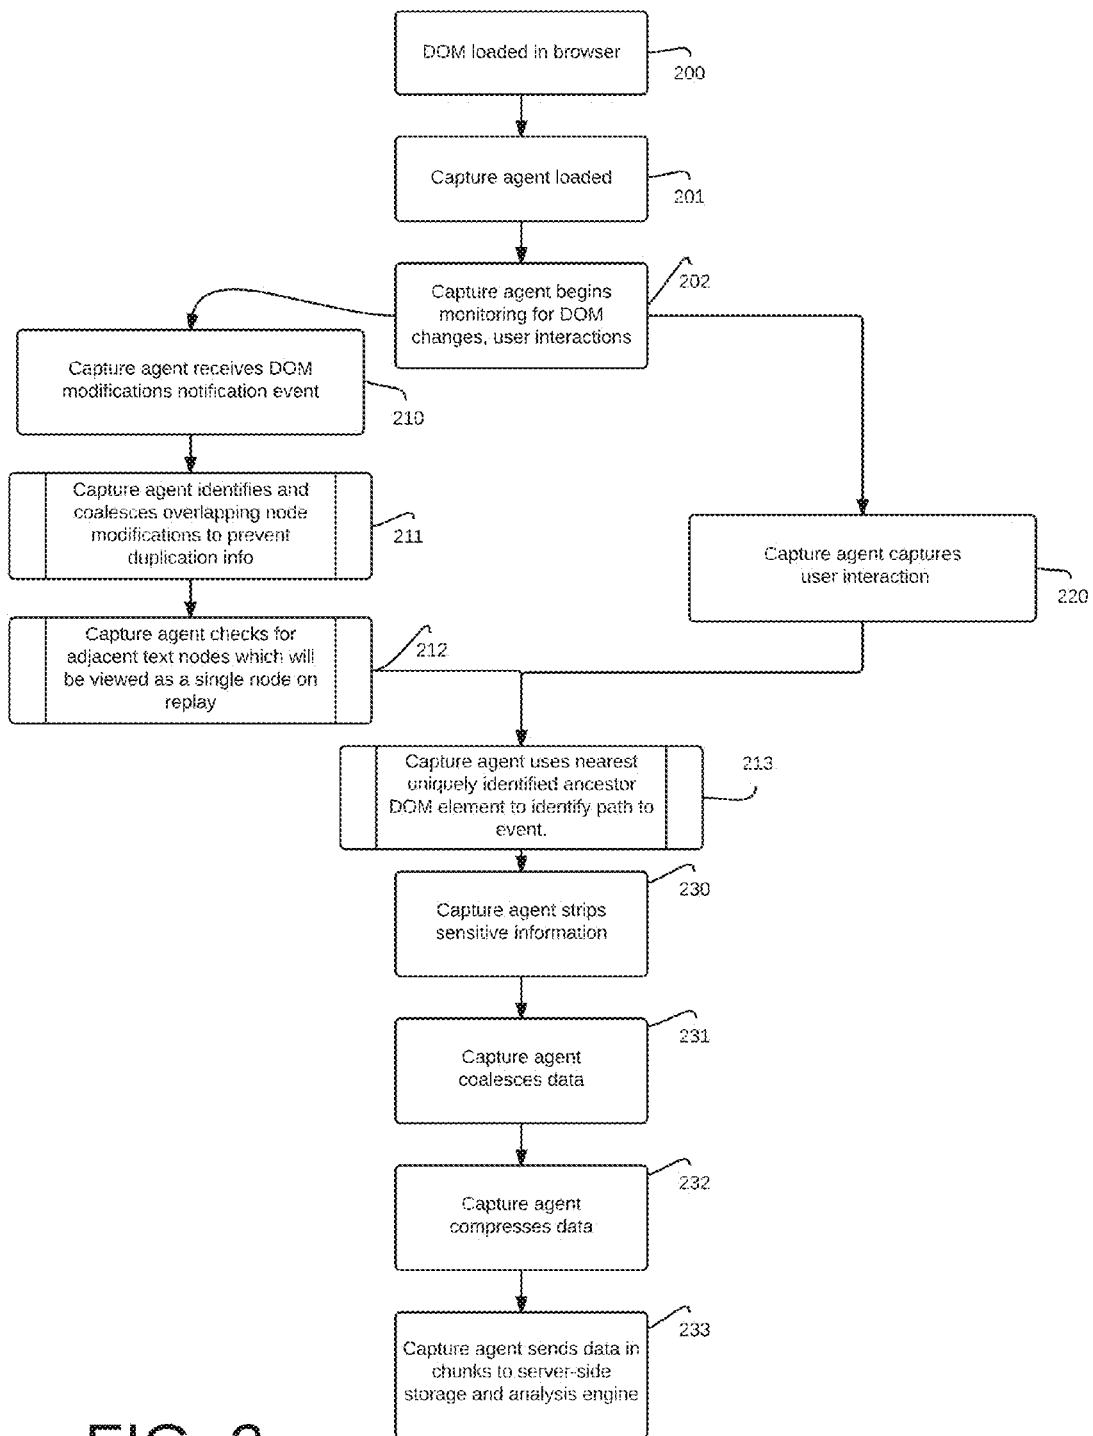 DOM loaded in browser
200
Capture agent loaded
201
Capture agent begins
monitoring for DOM
changes, user interactions
202
Capture agent receives DOM
modifications notification event
210
Capture agent identifies and
coalesces overlapping node
modifications to prevent
duplication info
211
Capture agent captures
user interaction
220
Capture agent checks for
adjacent text nodes which will
be viewed as a single node on
replay
212
Capture agent uses nearest
uniquely identified ancestor
DOM element to identify path to
event.
213
Capture agent strips
sensitive information
230
Capture agent
coalesces data
231
Capture agent
compresses data
232
Capture agent sends data in
chunks to server-side
storage and analysis engine
233
FIG.